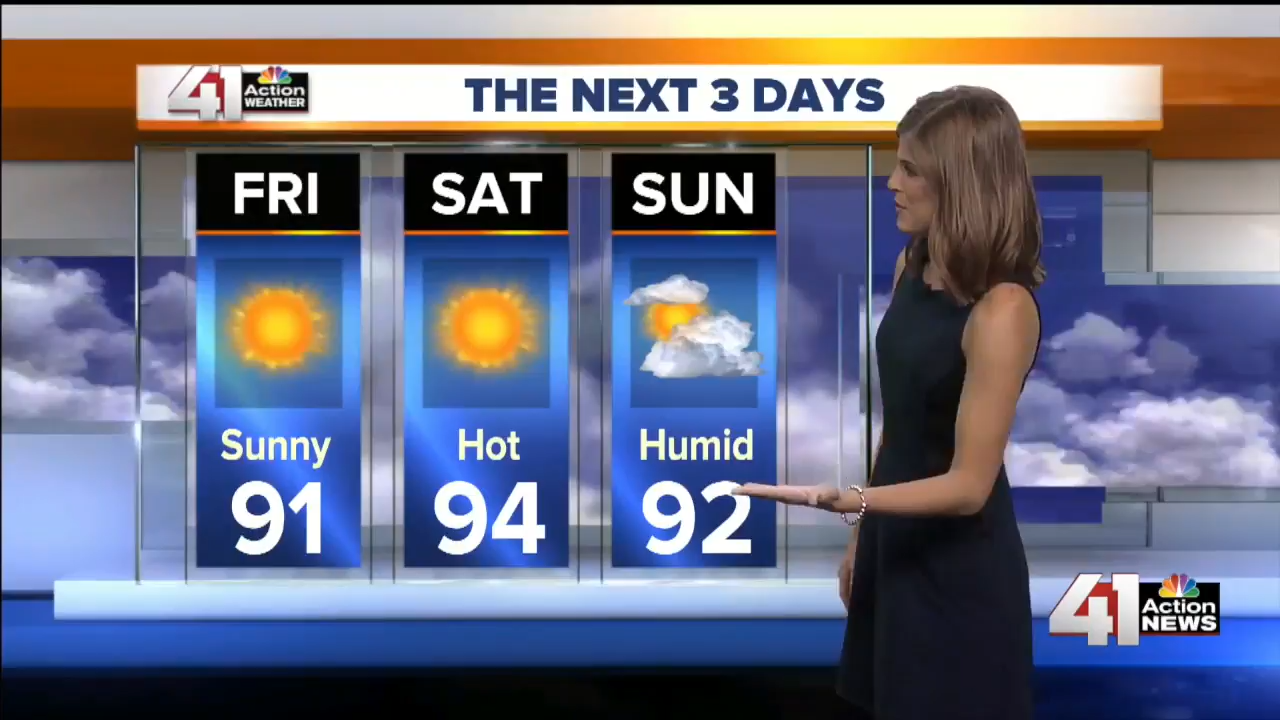 41 Action WEATHER
THE NEXT 3 DAYS
FRI SAT SUN
Sunny Hot Humid
91 94 92
41 Action NEWS